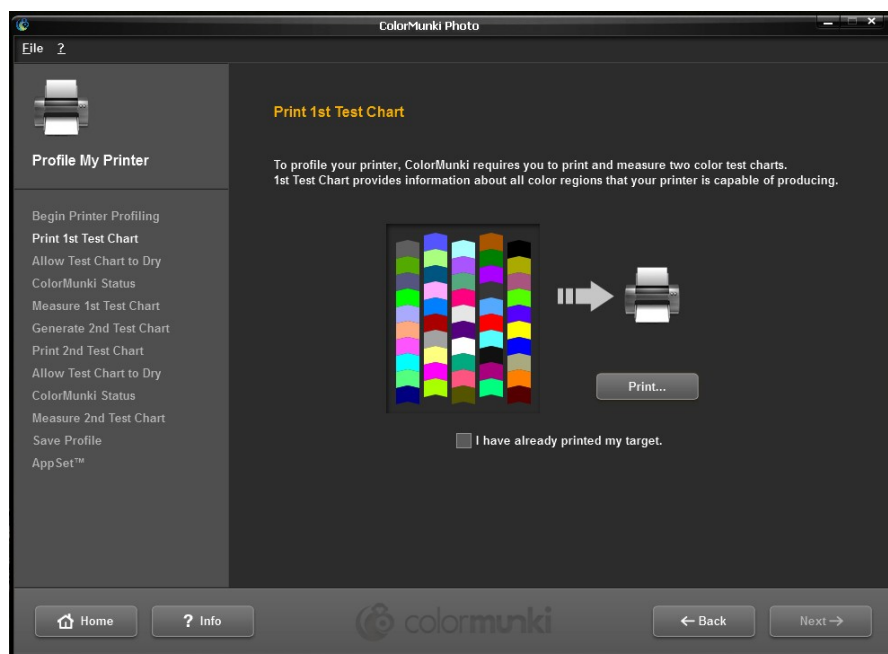 ColorMunki Photo
File ?
Profile My Printer
Begin Printer Profiling
Print 1st Test Chart
Allow Test Chart to Dry
ColorMunki Status
Measure 1st Test Chart
Generate 2nd Test Chart
Print 2nd Test Chart
Allow Test Chart to Dry
ColorMunki Status
Measure 2nd Test Chart
Save Profile
AppSet™
Print 1st Test Chart
To profile your printer, ColorMunki requires you to print and measure two color test charts.
1st Test Chart provides information about all color regions that your printer is capable of producing.
Print...
I have already printed my target.
Home
? Info
colormunki
Back
Next